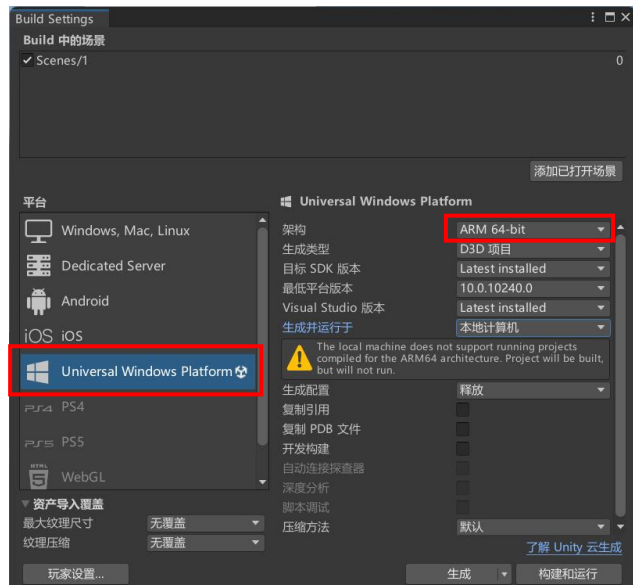 Build Settings
Build 中的场景
Scenes/1 0
添加已打开场景
平台
Windows, Mac, Linux
Dedicated Server
Android
iOS iOS
Universal Windows Platform
PS4 PS4
PS5 PS5
HTML 5 WebGL
资产导入覆盖
最大纹理尺寸 无覆盖
纹理压缩 无覆盖
Universal Windows Platform
架构 ARM 64-bit
生成类型 D3D 项目
目标 SDK 版本 Latest installed
最低平台版本 10.0.10240.0
Visual Studio 版本 Latest installed
生成并运行于 本地计算机
The local machine does not support running projects
compiled for the ARM64 architecture. Project will be built,
but will not run.
生成配置 释放
复制引用
复制 PDB 文件
开发构建
自动连接探查器
深度分析
脚本调试
压缩方法 默认
了解 Unity 云生成
玩家设置... 生成 构建和运行